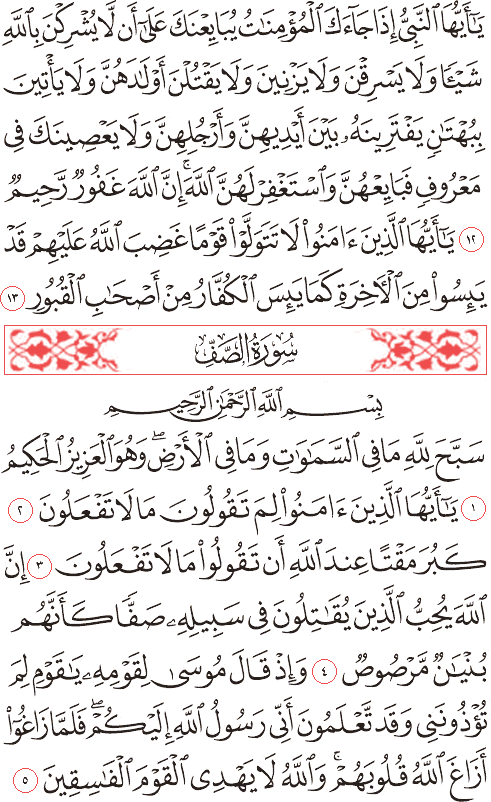 يَـٰٓأَيُّهَا ٱلنَّبِىُّ إِذَا جَآءَكَ ٱلْمُؤْمِنَـٰتُ يُبَايِعْنَكَ عَلَىٰٓ أَن لَّا يُشْرِكْنَ بِٱللَّهِ
شَيْـًٔا وَلَا يَسْرِقْنَ وَلَا يَزْنِينَ وَلَا يَقْتُلْنَ أَوْلَـٰدَهُنَّ وَلَا يَأْتِينَ
بِبُهْتَـٰنٍ يَفْتَرِينَهُۥ بَيْنَ أَيْدِيهِنَّ وَأَرْجُلِهِنَّ وَلَا يَعْصِينَكَ فِى
مَعْرُوفٍ فَبَايِعْهُنَّ وَٱسْتَغْفِرْ لَهُنَّ ٱللَّهَ ۖ إِنَّ ٱللَّهَ غَفُورٌ رَّحِيمٌ
١٢ يَـٰٓأَيُّهَا ٱلَّذِينَ ءَامَنُوا۟ لَا تَتَوَلَّوْا۟ قَوْمًا غَضِبَ ٱللَّهُ عَلَيْهِمْ قَدْ
يَئِسُوا۟ مِنَ ٱلْـَٔاخِرَةِ كَمَا يَئِسَ ٱلْكُفَّارُ مِنْ أَصْحَـٰبِ ٱلْقُبُورِ ١٣
سُورَةُ الصَّفِّ
بِسْمِ ٱللَّهِ ٱلرَّحْمَـٰنِ ٱلرَّحِيمِ
سَبَّحَ لِلَّهِ مَا فِى ٱلسَّمَـٰوَٰتِ وَمَا فِى ٱلْأَرْضِ ۖ وَهُوَ ٱلْعَزِيزُ ٱلْحَكِيمُ
١ يَـٰٓأَيُّهَا ٱلَّذِينَ ءَامَنُوا۟ لِمَ تَقُولُونَ مَا لَا تَفْعَلُونَ ٢
كَبُرَ مَقْتًا عِندَ ٱللَّهِ أَن تَقُولُوا۟ مَا لَا تَفْعَلُونَ ٣ إِنَّ
ٱللَّهَ يُحِبُّ ٱلَّذِينَ يُقَـٰتِلُونَ فِى سَبِيلِهِۦ صَفًّا كَأَنَّهُم
بُنْيَـٰنٌ مَّرْصُوصٌ ٤ وَإِذْ قَالَ مُوسَىٰ لِقَوْمِهِۦ يَـٰقَوْمِ لِمَ
تُؤْذُونَنِى وَقَد تَّعْلَمُونَ أَنِّى رَسُولُ ٱللَّهِ إِلَيْكُمْ ۖ فَلَمَّا زَاغُوٓا۟
أَزَاغَ ٱللَّهُ قُلُوبَهُمْ ۚ وَٱللَّهُ لَا يَهْدِى ٱلْقَوْمَ ٱلْفَـٰسِقِينَ ٥